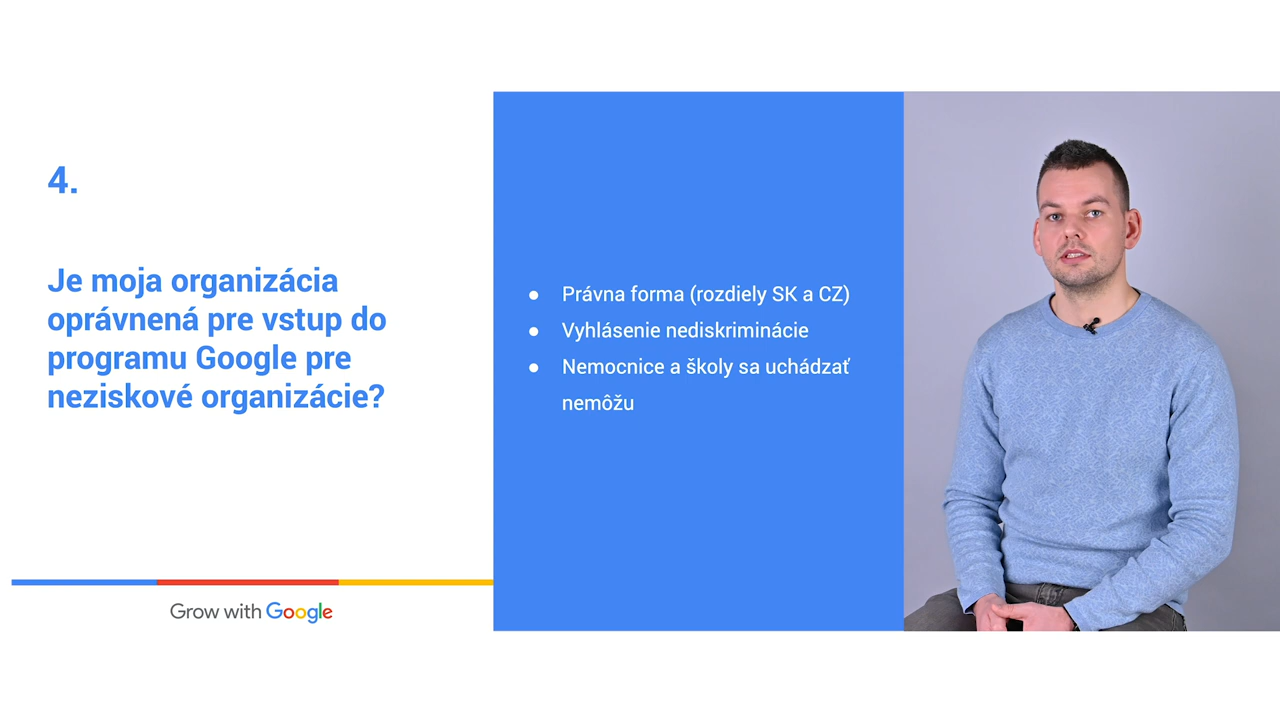 4.
Je moja organizácia
oprávnená pre vstup do
programu Google pre
neziskové organizácie?
Grow with Google
● Právna forma (rozdiely SK a CZ)
● Vyhlásenie nediskriminácie
● Nemocnice a školy sa uchádzať
nemôžu